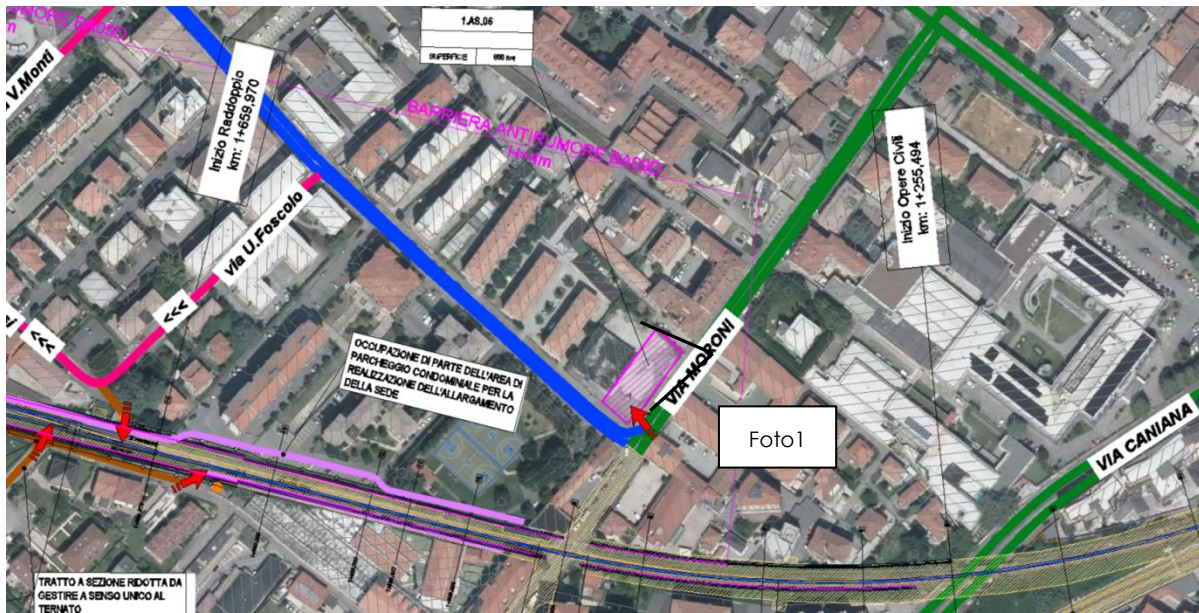 1.AS.06
SUPERFICIE
BARRIERA ANTIRUMORE BA09D
H=4m
V.Monti
Inizio Raddoppio
km: 1+659,970
via U.Foscolo
<<<
<<<
Inizio Opere Civili
km: 1+255,494
OCCUPAZIONE DI PARTE DELL'AREA DI
PARCHEGGIO CONDOMINIALE PER LA
REALIZZAZIONE DELL'ALLARGAMENTO
DELLA SEDE
VIA MORONI
Foto1
VIA CANIANA
TRATTO A SEZIONE RIDOTTA DA
GESTIRE A SENSO UNICO AL
TERNATO